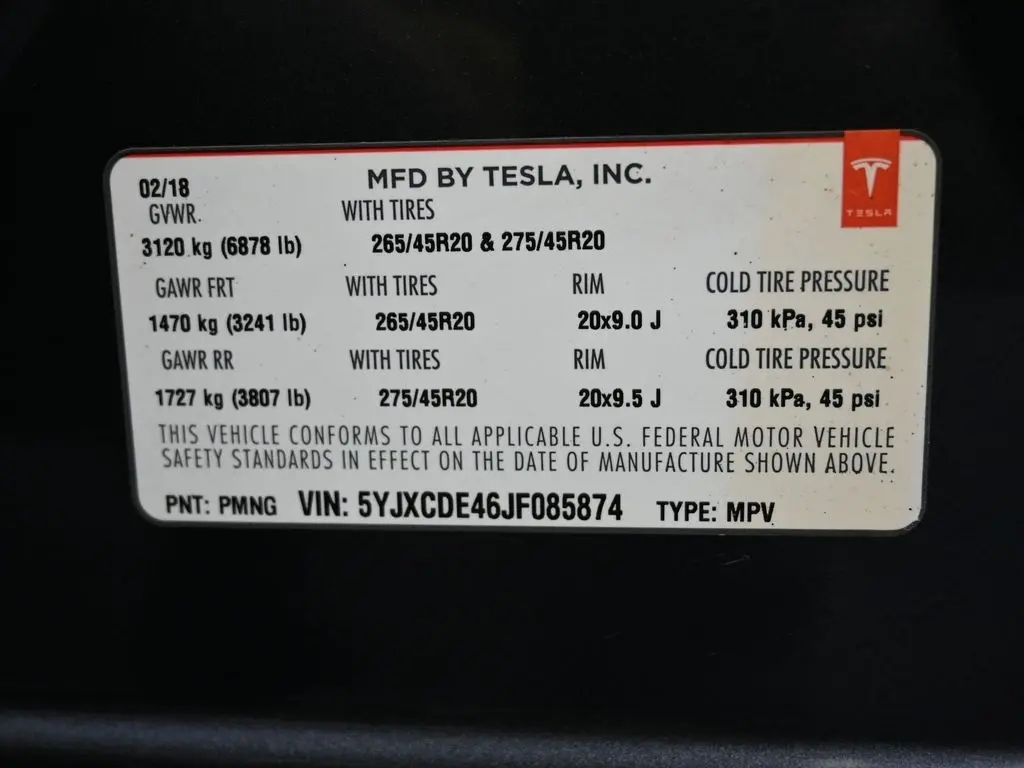 02/18 MFD BY TESLA, INC.
TESLA
GVWR. WITH TIRES
3120 kg (6878 lb) 265/45R20 & 275/45R20
GAWR FRT WITH TIRES RIM COLD TIRE PRESSURE
1470 kg (3241 lb) 265/45R20 20x9.0 J 310 kPa, 45 psi
GAWR RR WITH TIRES RIM COLD TIRE PRESSURE
1727 kg (3807 lb) 275/45R20 20x9.5 J 310 kPa, 45 psi
THIS VEHICLE CONFORMS TO ALL APPLICABLE U.S. FEDERAL MOTOR VEHICLE
SAFETY STANDARDS IN EFFECT ON THE DATE OF MANUFACTURE SHOWN ABOVE.
PNT: PMNG VIN: 5YJXCDE46JF085874 TYPE: MPV